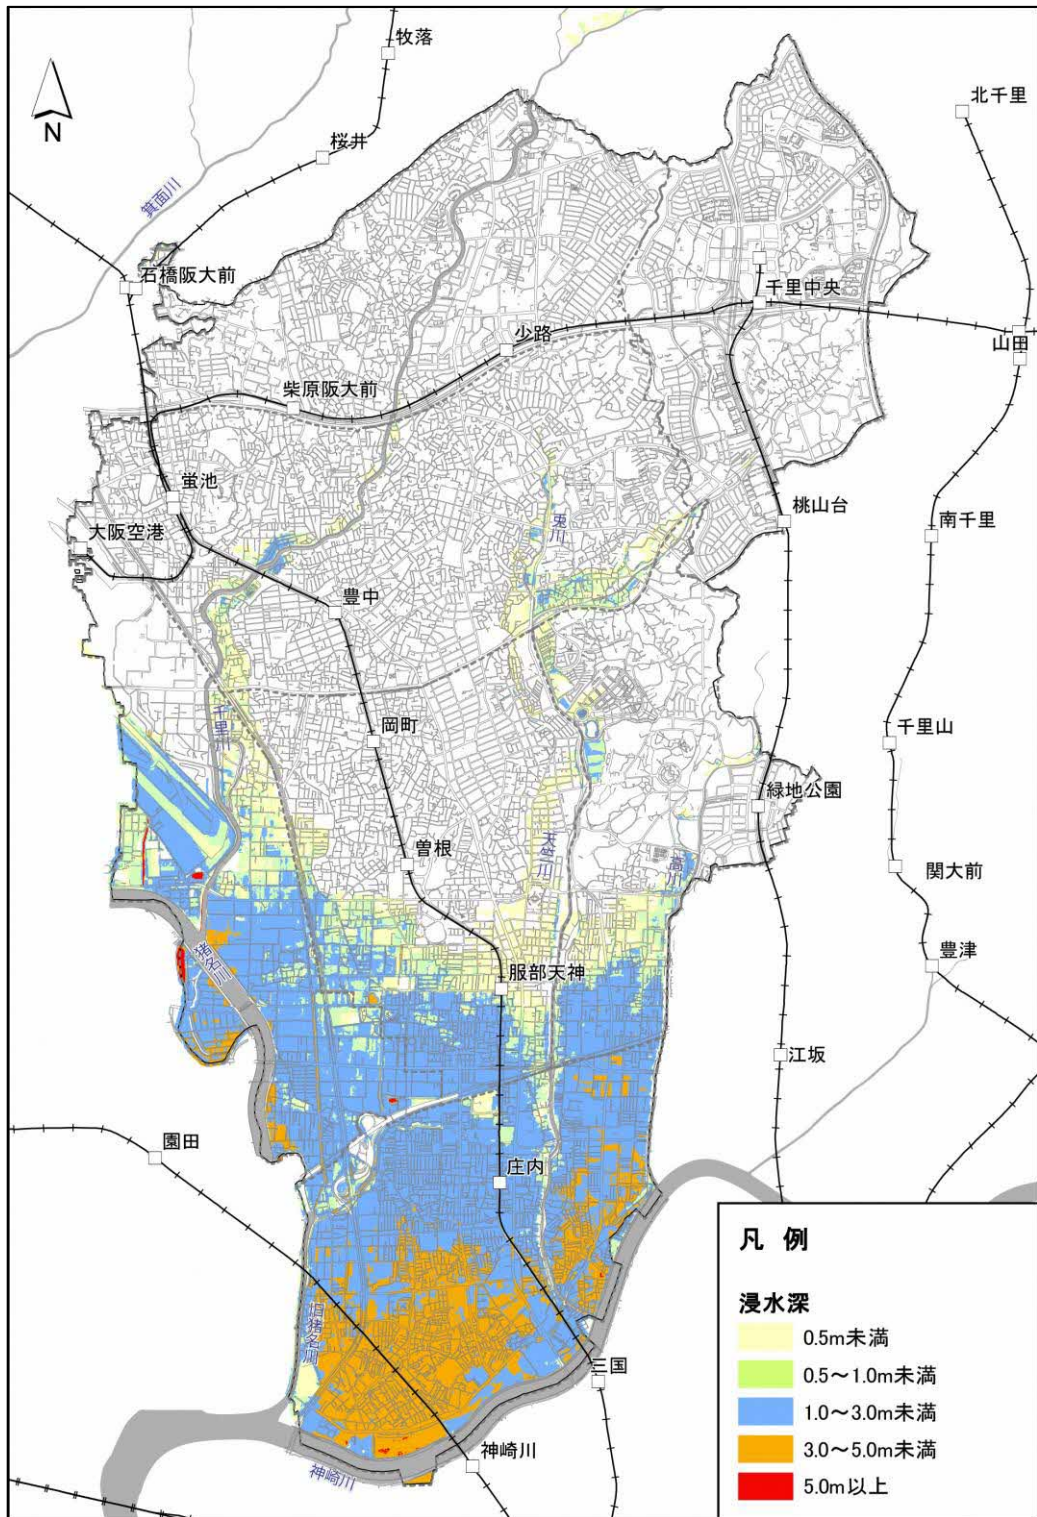 牧落
北千里
N
桜井
箕面川
石橋阪大前
千里中央
少路
山田
柴原阪大前
蛍池
桃山台
大阪空港
兎川
南千里
豊中
千里川
岡町
千里山
緑地公園
曽根
天竺川
高川
関大前
猪名川
服部天神
豊津
江坂
園田
庄内
旧猪名川
三国
神崎川
神崎川
凡 例
浸水深
0.5m未満
0.5～1.0m未満
1.0～3.0m未満
3.0～5.0m未満
5.0m以上